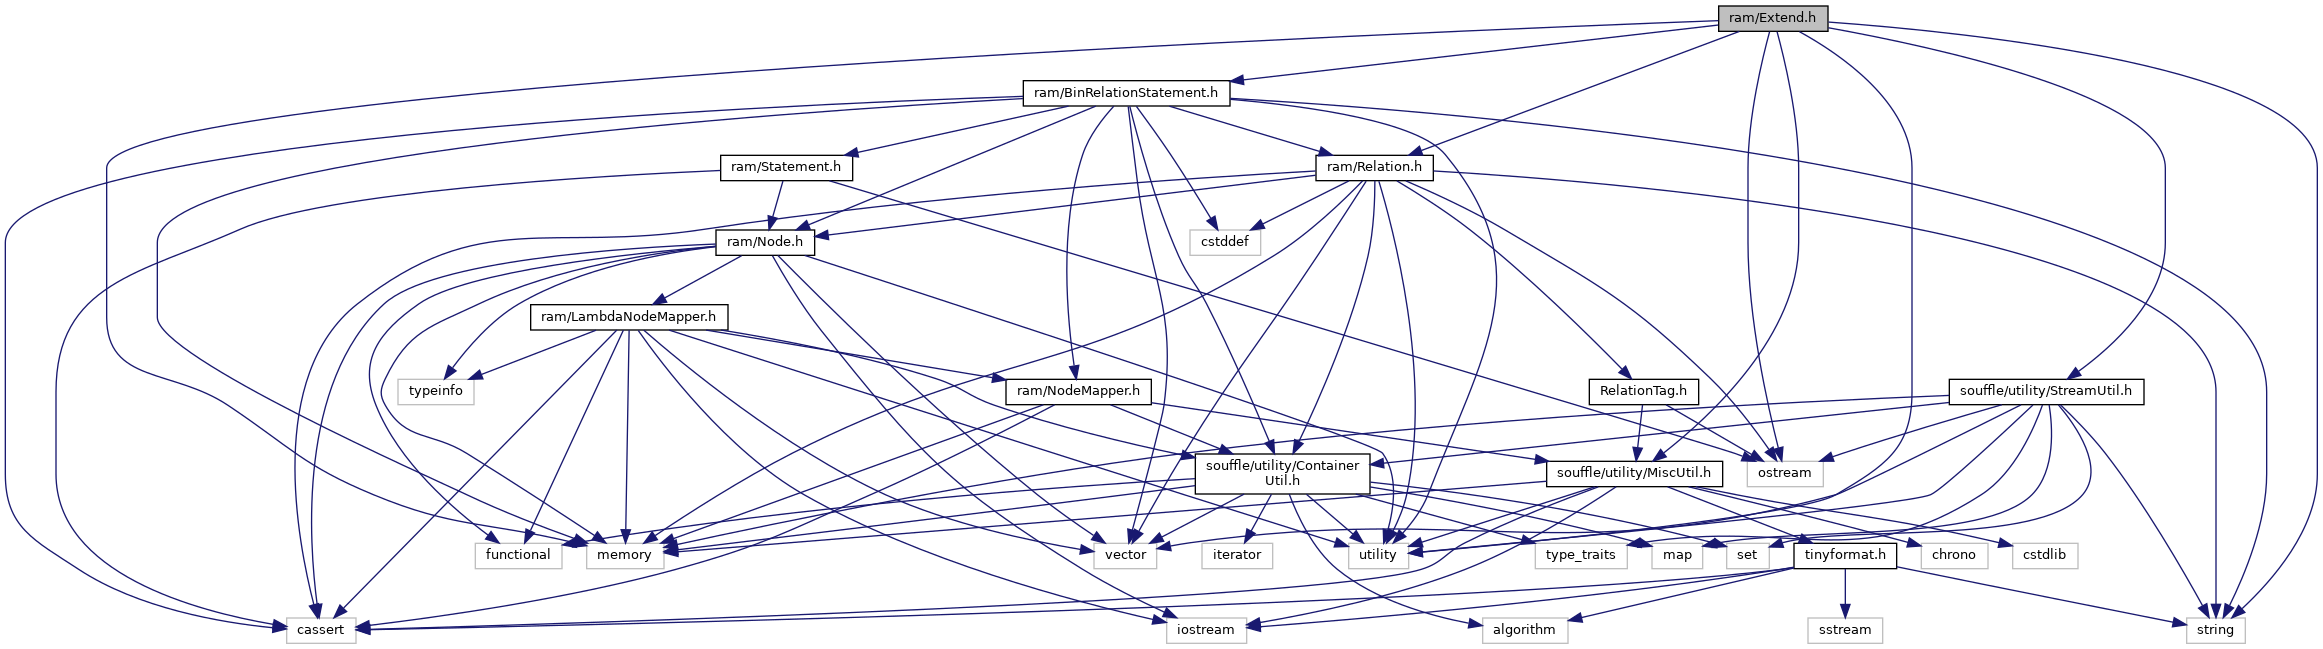 ram/Extend.h
ram/BinRelationStatement.h
ram/Statement.h
ram/Relation.h
ram/Node.h
cstddef
ram/LambdaNodeMapper.h
typeinfo
ram/NodeMapper.h
RelationTag.h
souffle/utility/StreamUtil.h
souffle/utility/Container
Util.h
souffle/utility/MiscUtil.h
ostream
functional
memory
vector
iterator
utility
type_traits
map
set
tinyformat.h
chrono
cstdlib
cassert
iostream
algorithm
sstream
string